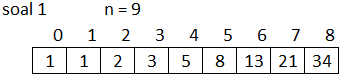 soal 1 n = 9
0 1 2 3 4 5 6 7 8
1 1 2 3 5 8 13 21 34